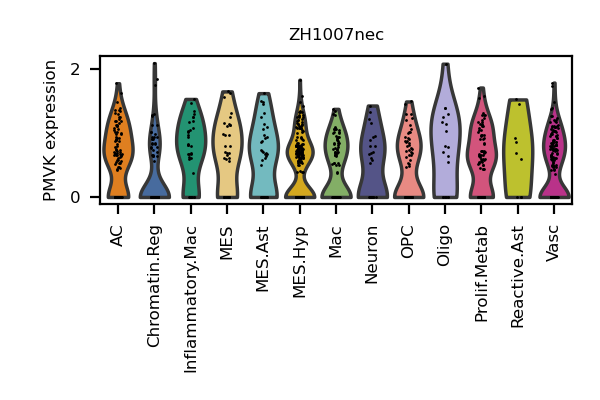 ZH1007nec
PMVK expression
2
0
AC
Chromatin.Reg
Inflammatory.Mac
MES
MES.Ast
MES.Hyp
Mac
Neuron
OPC
Oligo
Prolif.Metab
Reactive.Ast
Vasc